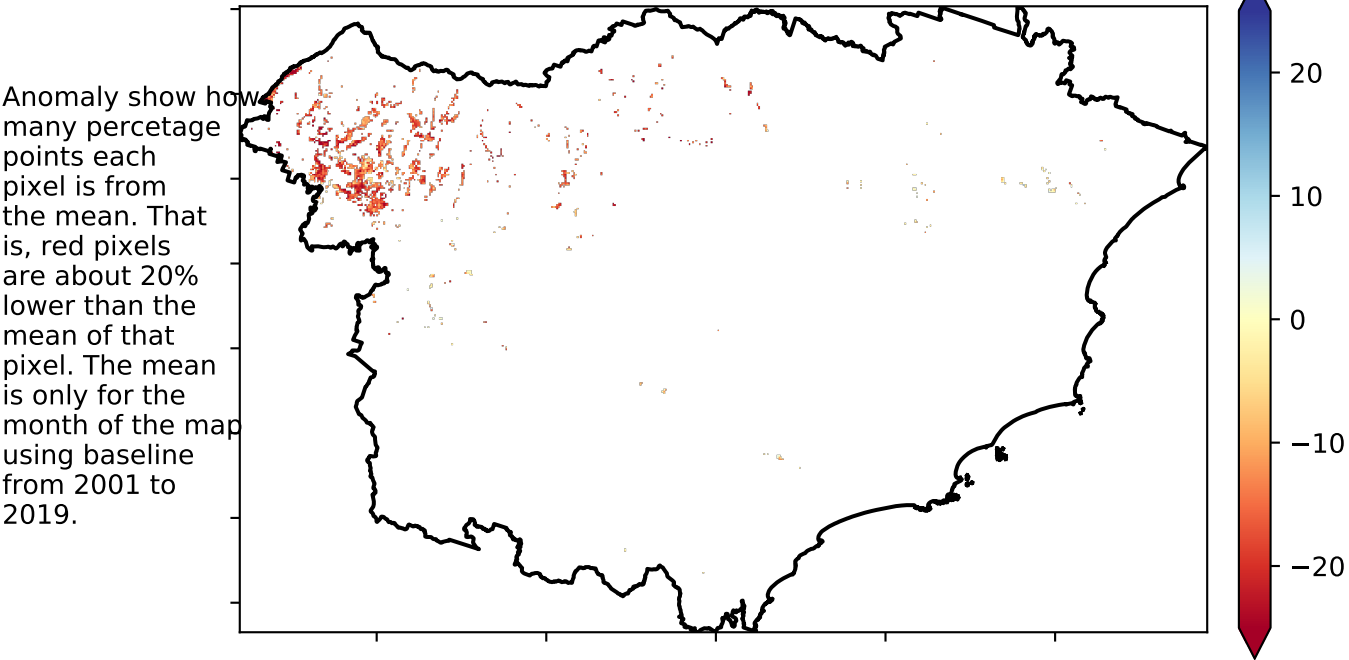 Anomaly show how
many percetage
points each
pixel is from
the mean. That
is, red pixels
are about 20%
lower than the
mean of that
pixel. The mean
is only for the
month of the map
using baseline
from 2001 to
2019.
20
10
0
−10
−20